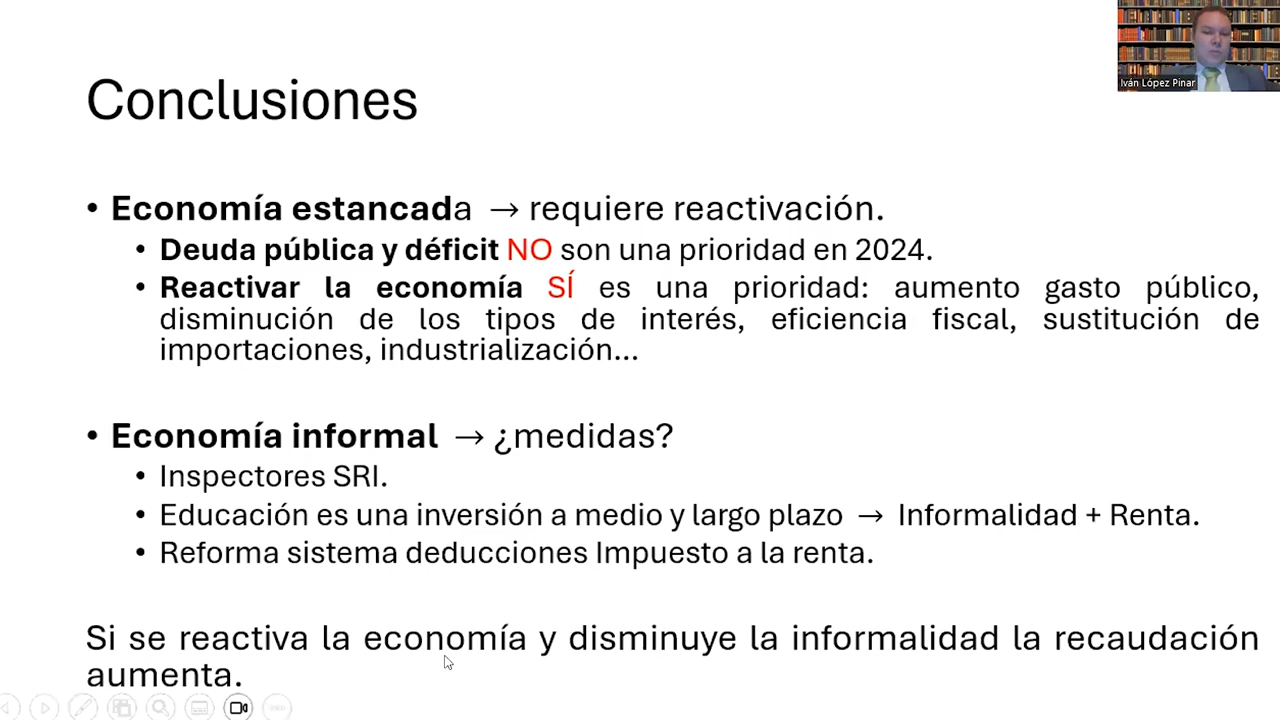 Iván López Pinar
Conclusiones
• Economía estancada → requiere reactivación.
• Deuda pública y déficit NO son una prioridad en 2024.
• Reactivar la economía SÍ es una prioridad: aumento gasto público,
disminución de los tipos de interés, eficiencia fiscal, sustitución de
importaciones, industrialización...
• Economía informal → ¿medidas?
• Inspectores SRI.
• Educación es una inversión a medio y largo plazo → Informalidad + Renta.
• Reforma sistema deducciones Impuesto a la renta.
Si se reactiva la economía y disminuye la informalidad la recaudación
aumenta.